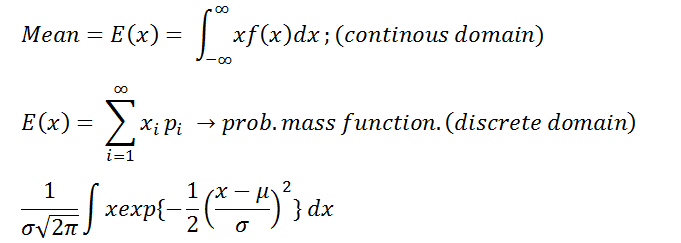 Mean = E(x) = ∫_{-∞}^{∞} xf(x)dx ; (continous domain)
E(x) = ∑_{i=1}^{∞} x_i p_i → prob. mass function. (discrete domain)
1/(σ√2π) ∫ xexp{−1/2 ((x − μ)/σ)^2} dx